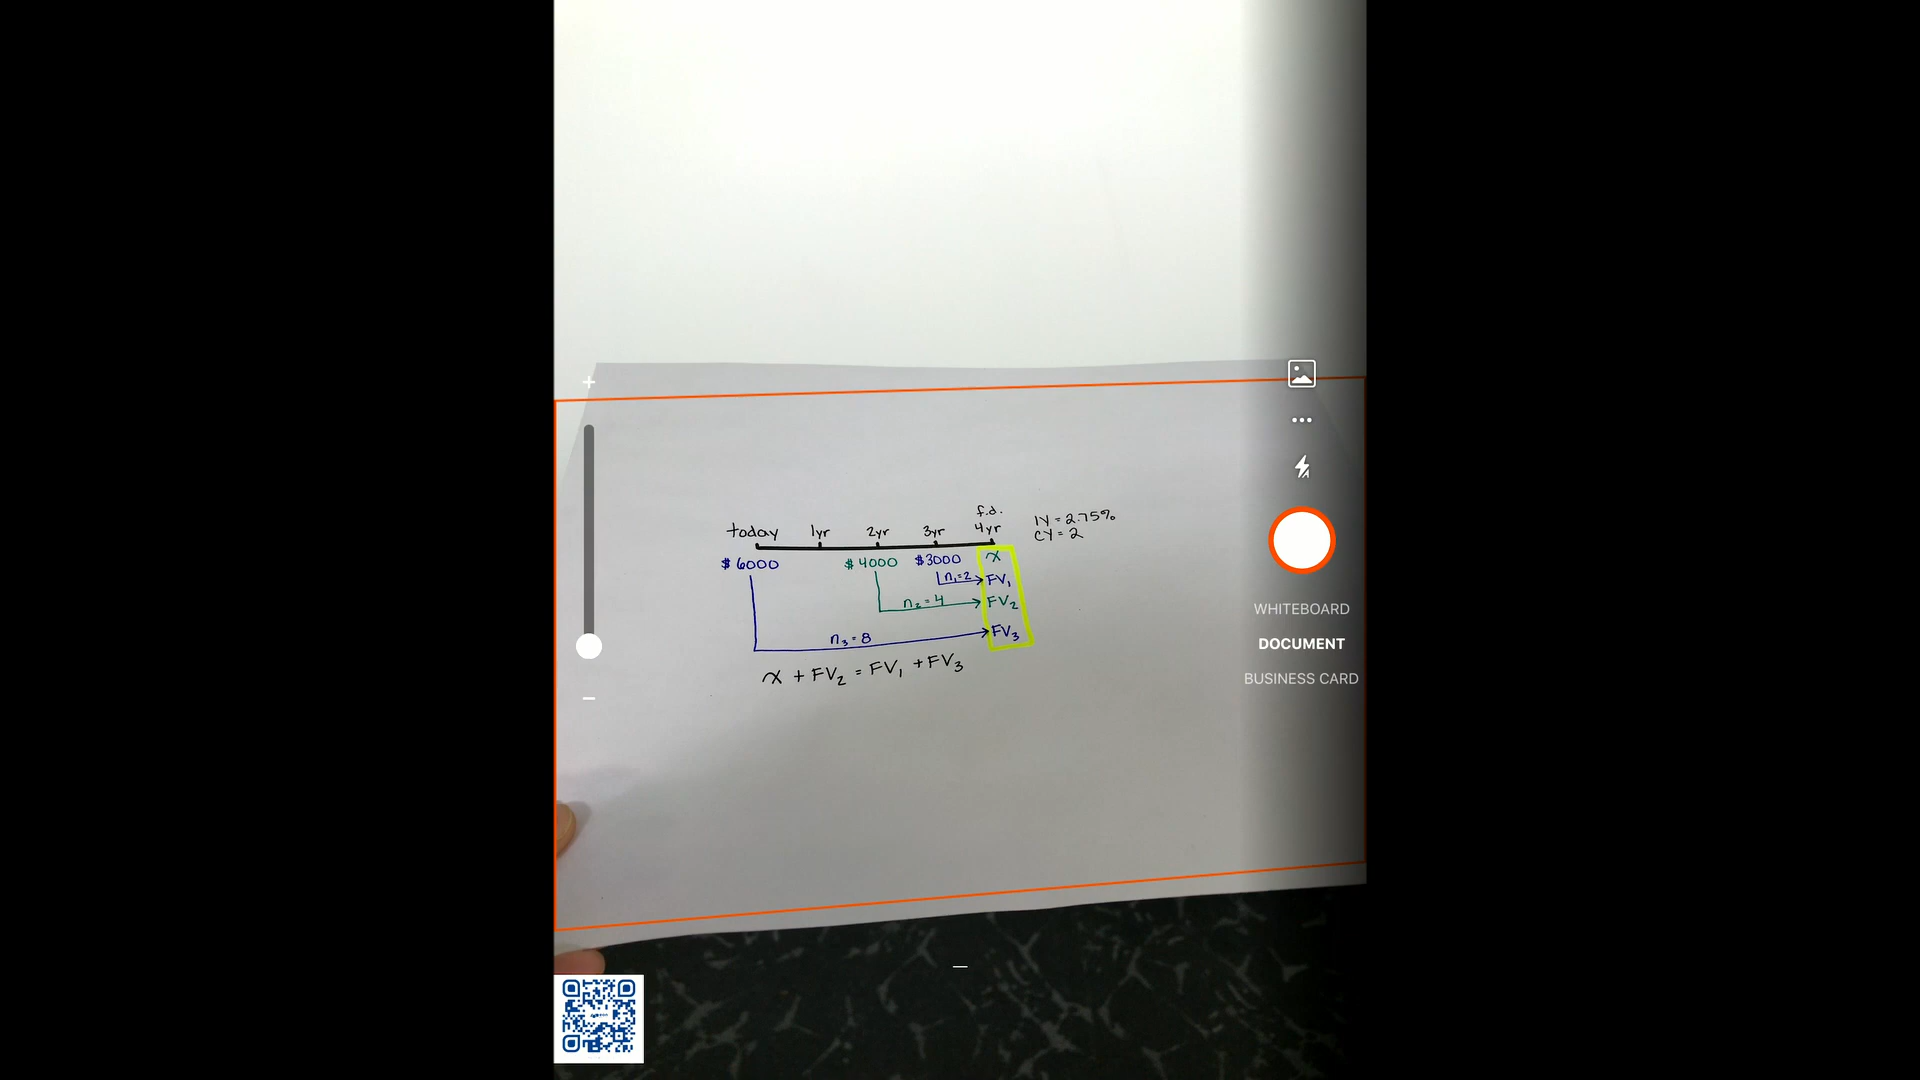 f.d.
today 1yr 2yr 3yr 4yr
IY = 2.75%
CY = 2
$6000 $4000 $3000 x
n₁=2 FV₁
n₂=4 FV₂
n₃=8 FV₃
x + FV₂ = FV₁ + FV₃
WHITEBOARD
DOCUMENT
BUSINESS CARD